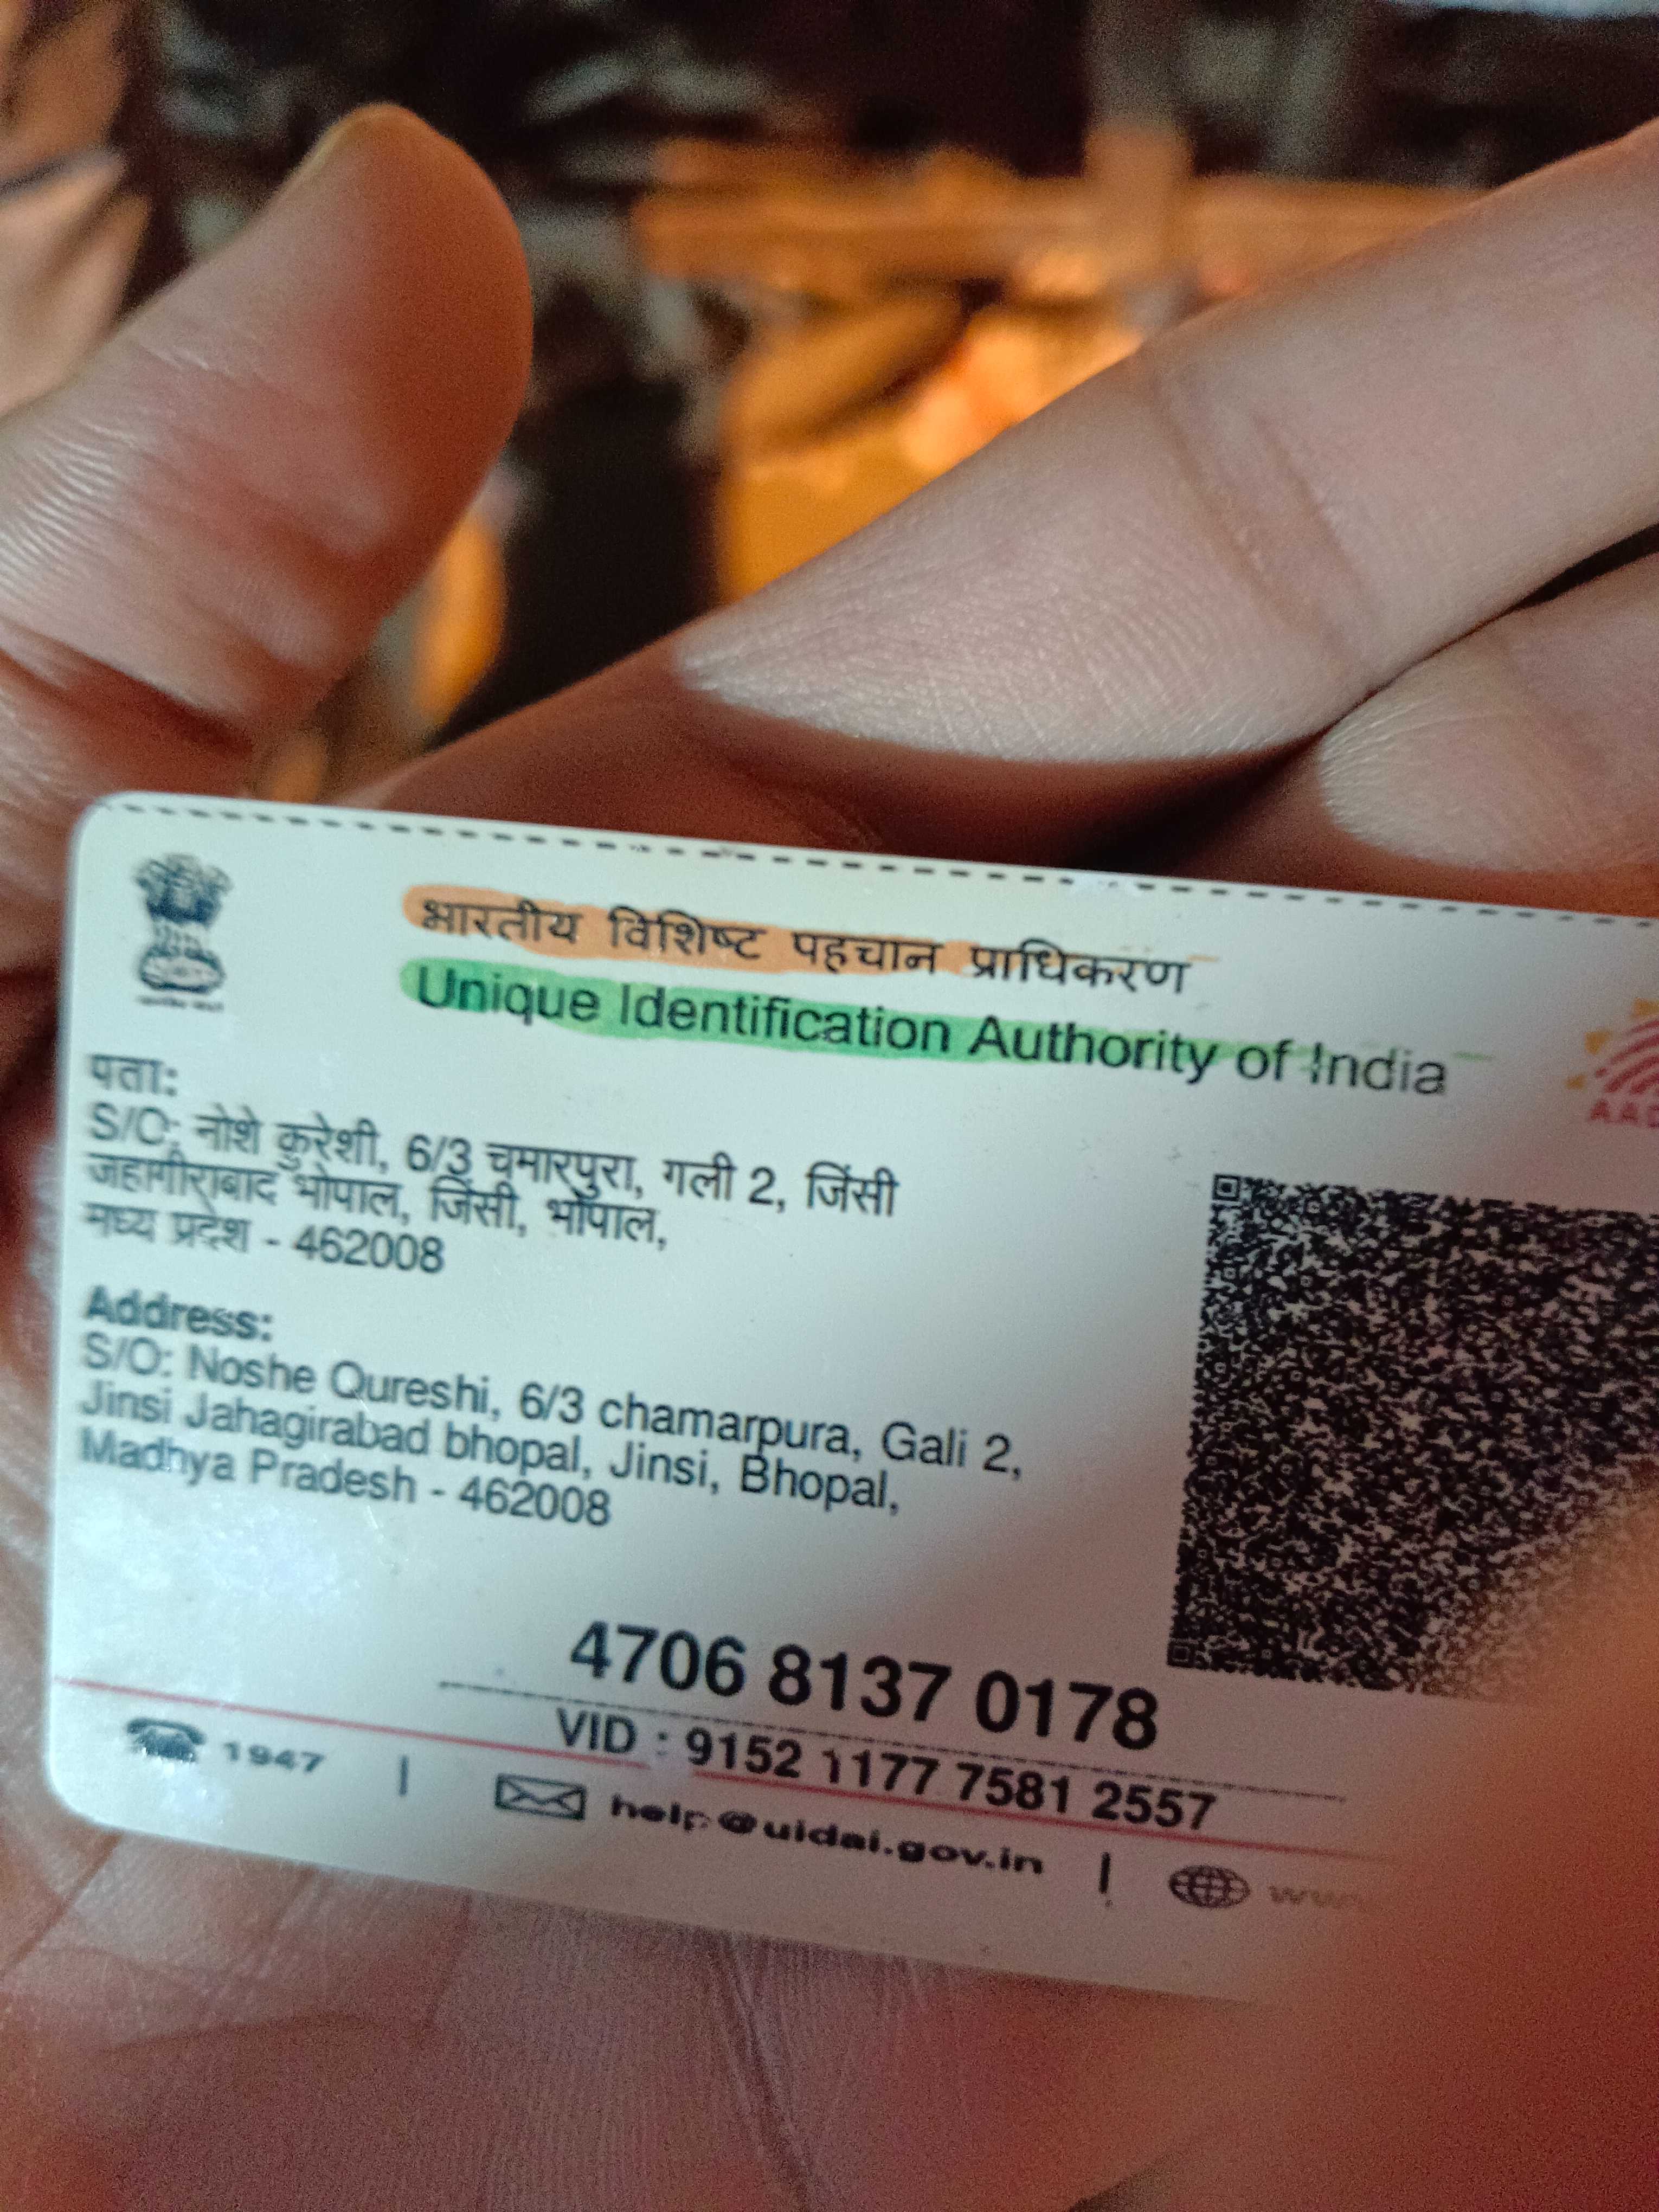 भारतीय विशिष्ट पहचान प्राधिकरण
Unique Identification Authority of India
पता:
S/O: नोशे कुरेशी, 6/3 चमारपुरा, गली 2, जिंसी
जहागीराबाद भोपाल, जिंसी, भोपाल,
मध्य प्रदेश - 462008
Address:
S/O: Noshe Qureshi, 6/3 chamarpura, Gali 2,
Jinsi Jahagirabad bhopal, Jinsi, Bhopal,
Madhya Pradesh - 462008
4706 8137 0178
VID : 9152 1177 7581 2557
1947 | help@uidai.gov.in |